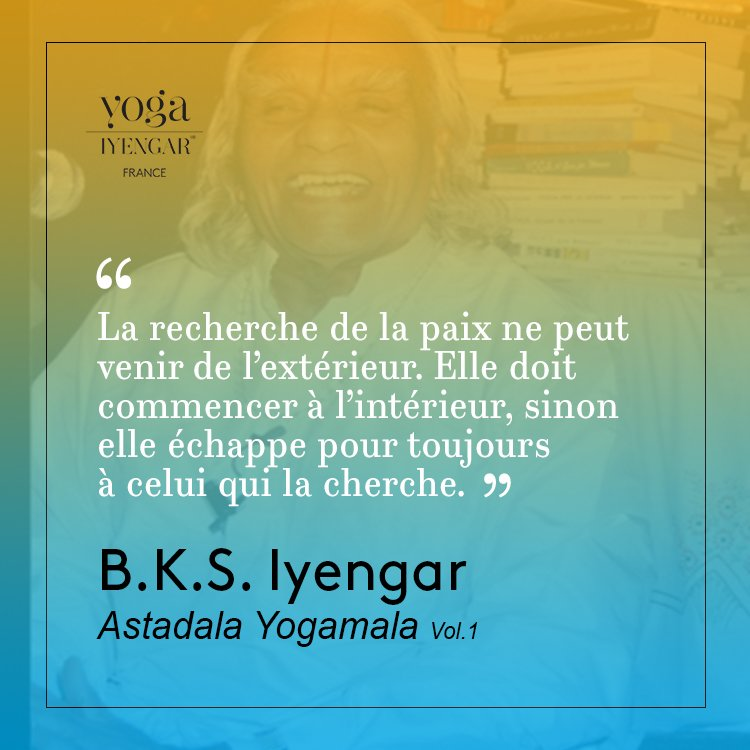 yoga
IYENGAR
FRANCE
“
La recherche de la paix ne peut
venir de l’extérieur. Elle doit
commencer à l’intérieur, sinon
elle échappe pour toujours
à celui qui la cherche. ”
B.K.S. Iyengar
Astadala Yogamala Vol.1